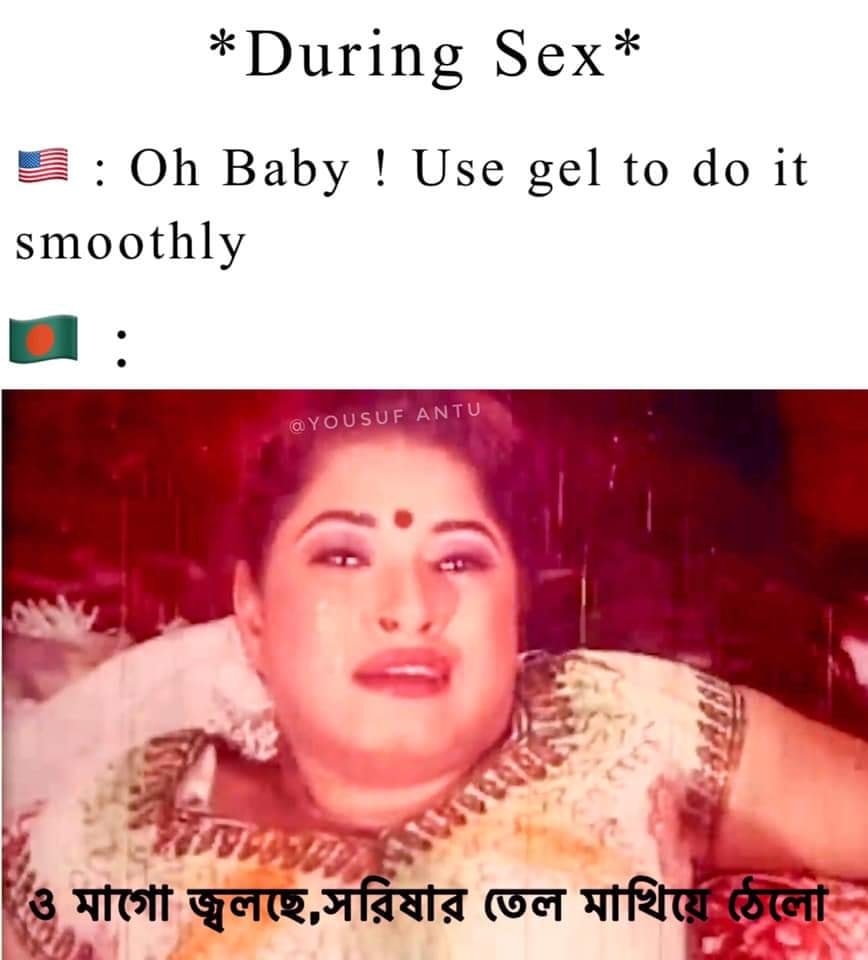 *During Sex*
🇺🇸 : Oh Baby ! Use gel to do it
smoothly
🇧🇩 :
@YOUSUF ANTU
ও মাগো জ্বলছে,সরিষার তেল মাখিয়ে ঠেলো